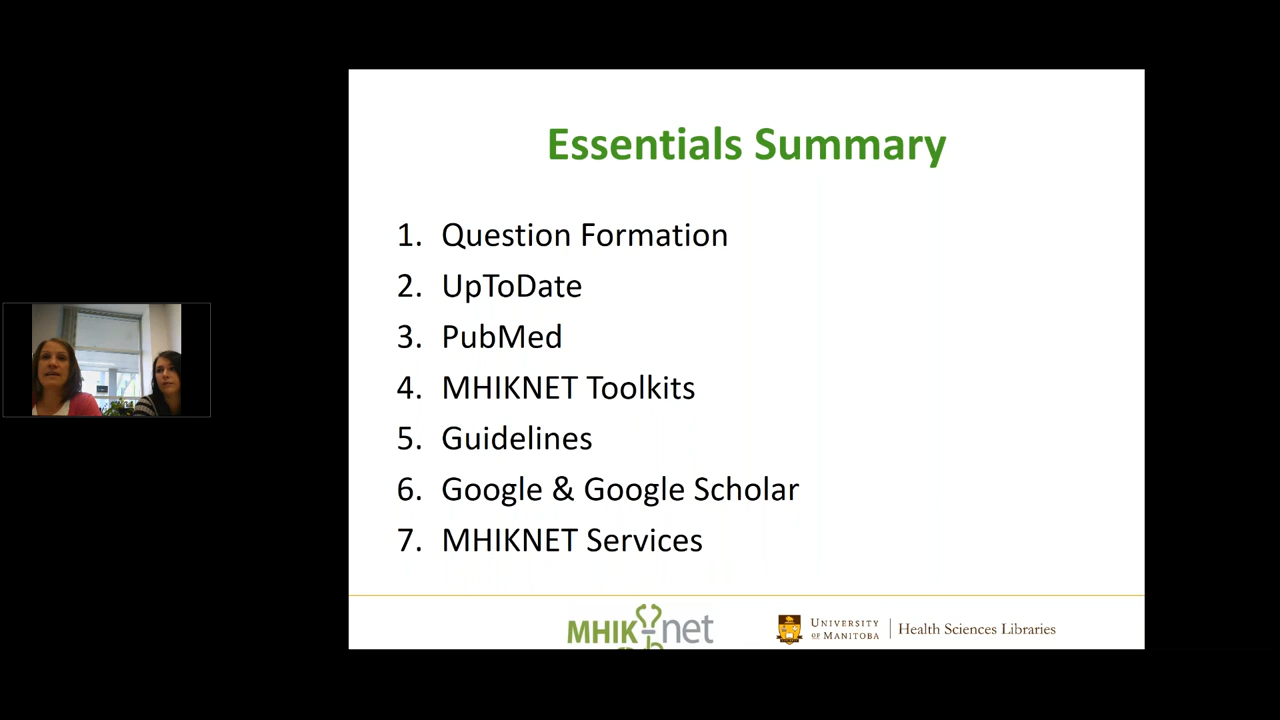 Essentials Summary
1. Question Formation
2. UpToDate
3. PubMed
4. MHIKNET Toolkits
5. Guidelines
6. Google & Google Scholar
7. MHIKNET Services
MHIKnet
UNIVERSITY OF MANITOBA
Health Sciences Libraries